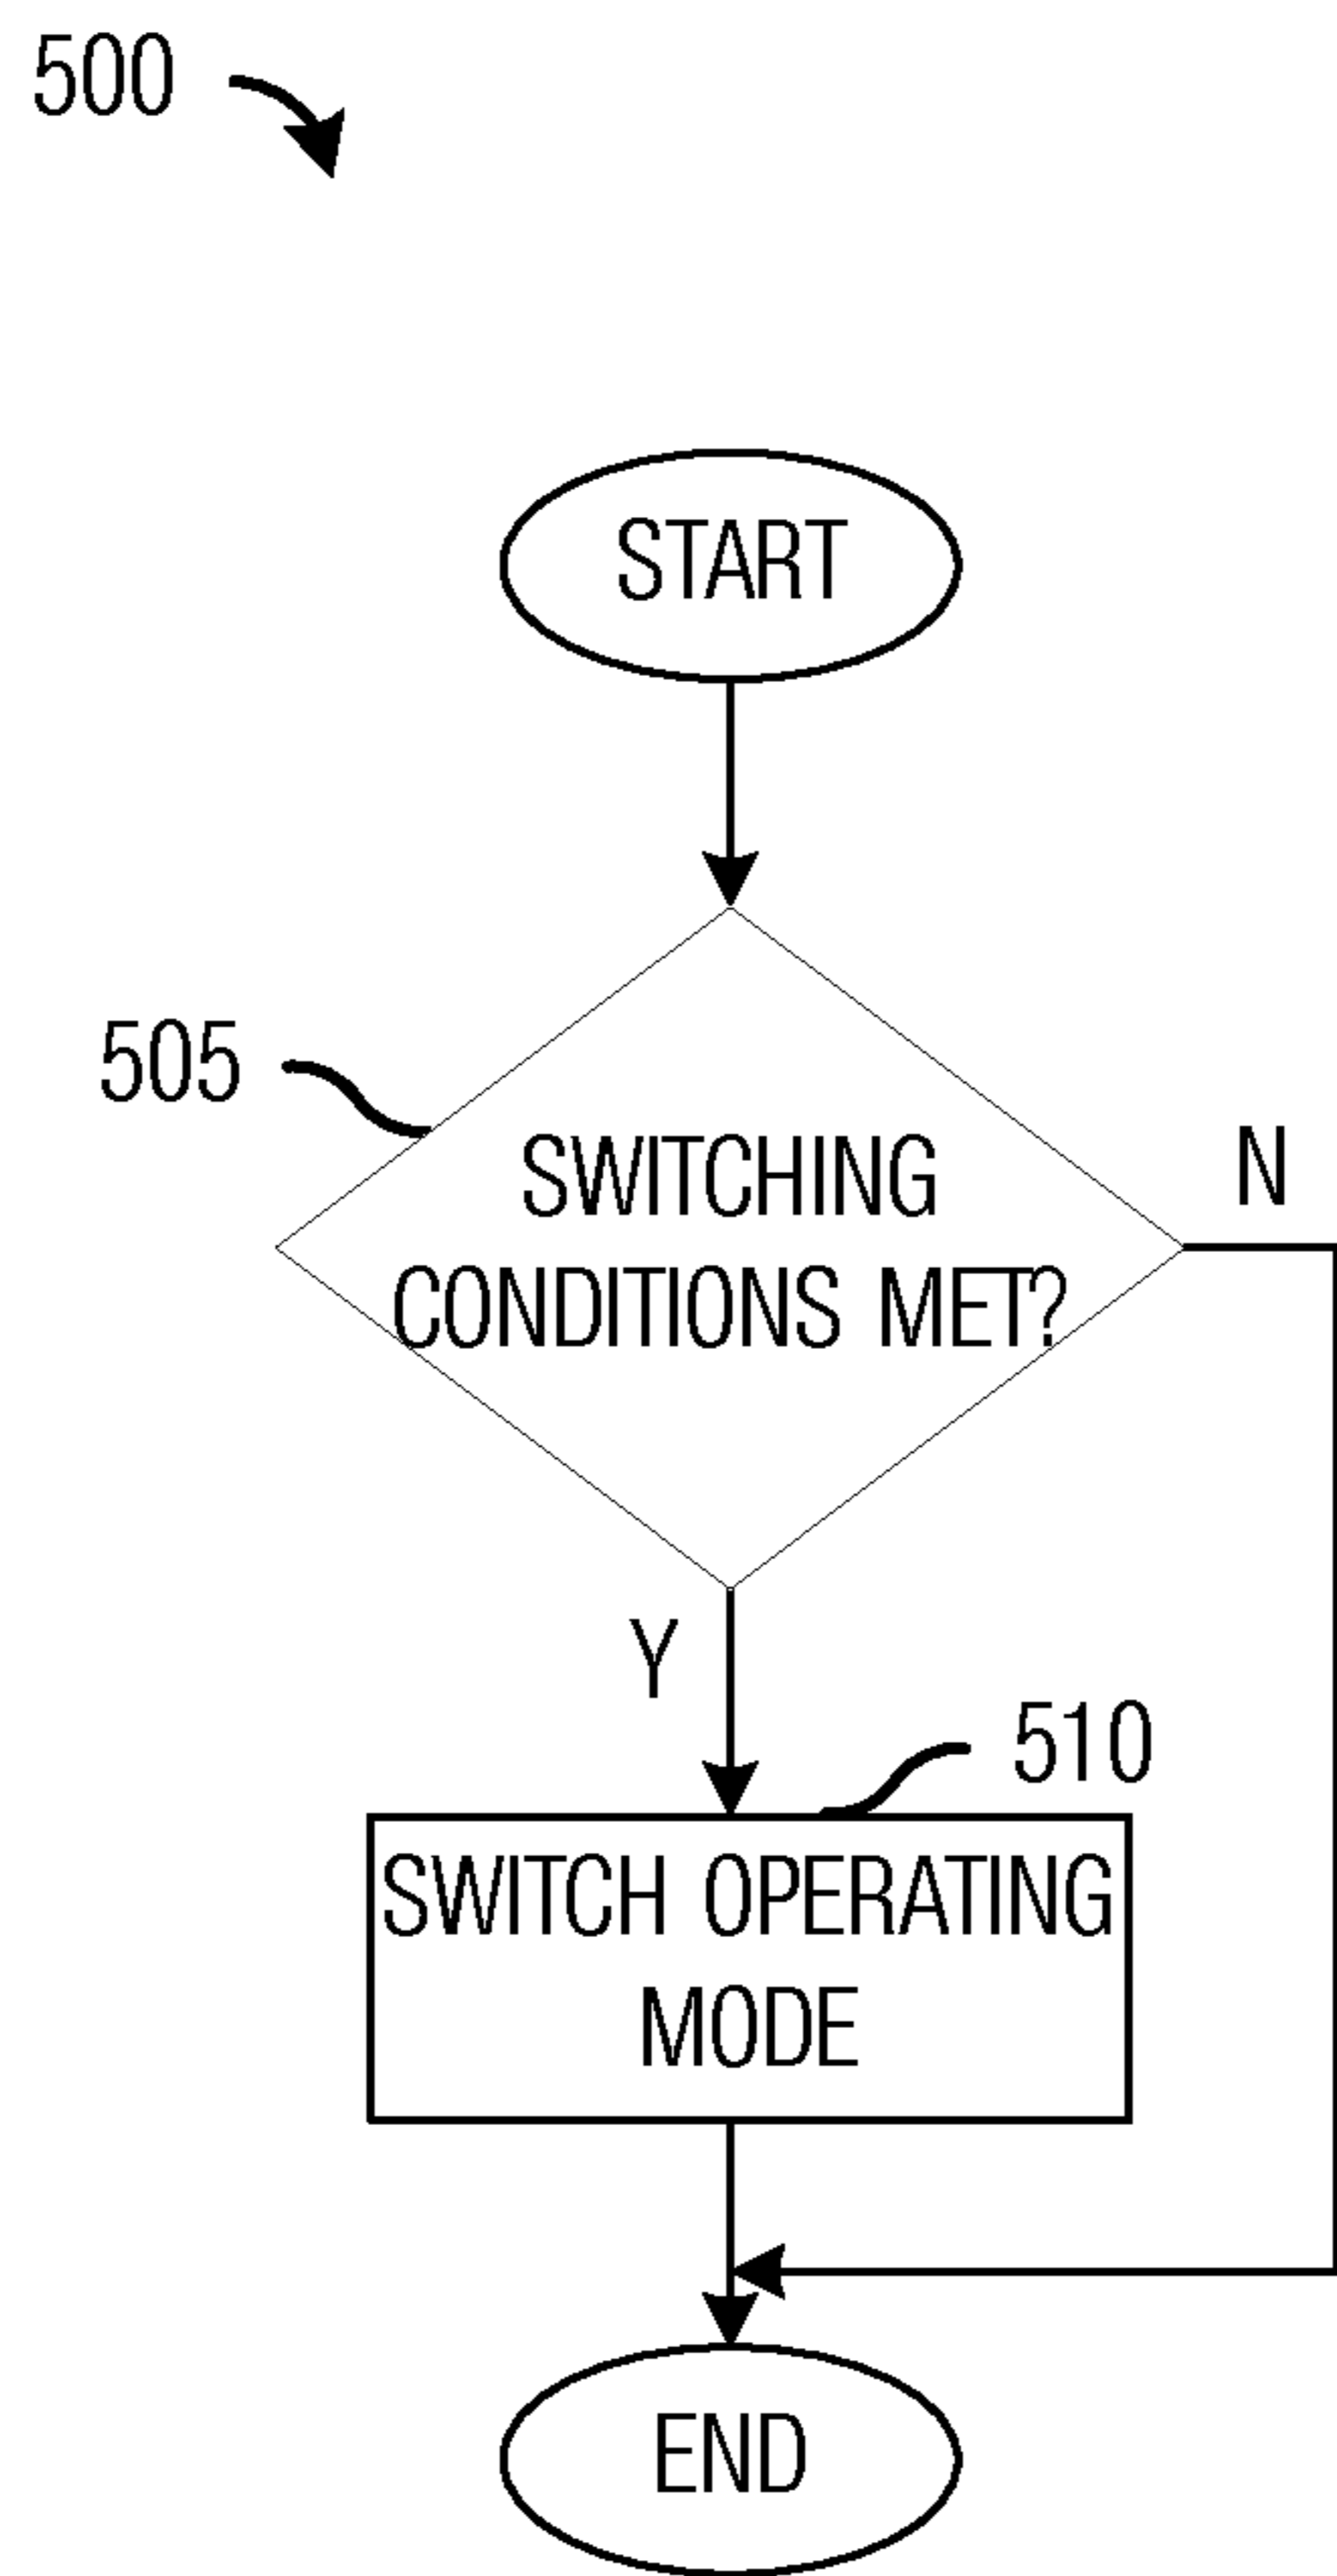 500
START
505
SWITCHING
CONDITIONS MET?
N
Y
510
SWITCH OPERATING
MODE
END